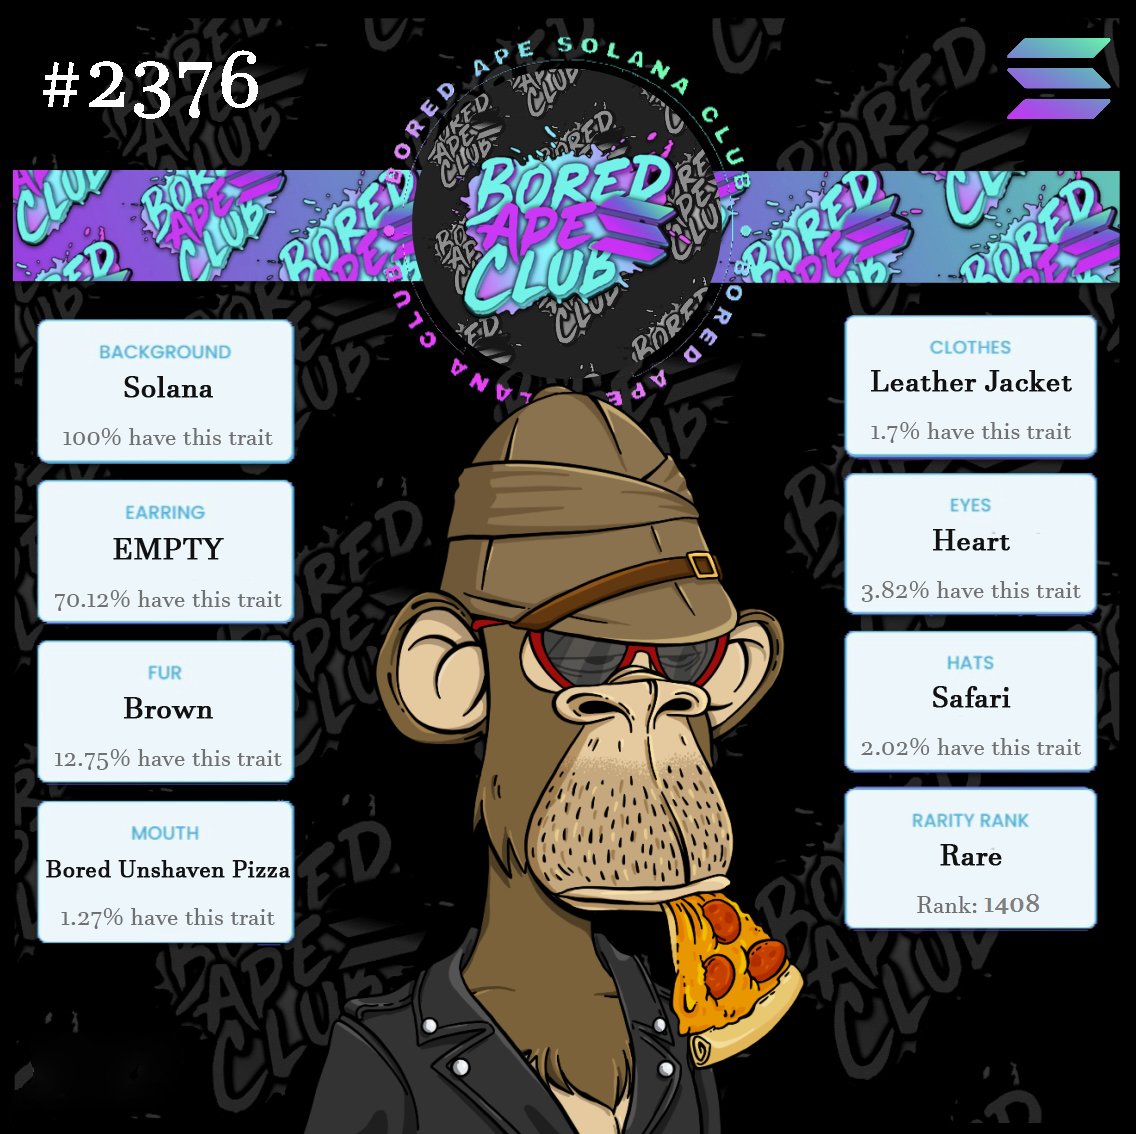 #2376
BORED APE SOLANA CLUB
BORED
APE
CLUB
BACKGROUND
Solana
100% have this trait
EARRING
EMPTY
70.12% have this trait
FUR
Brown
12.75% have this trait
MOUTH
Bored Unshaven Pizza
1.27% have this trait
CLOTHES
Leather Jacket
1.7% have this trait
EYES
Heart
3.82% have this trait
HATS
Safari
2.02% have this trait
RARITY RANK
Rare
Rank: 1408